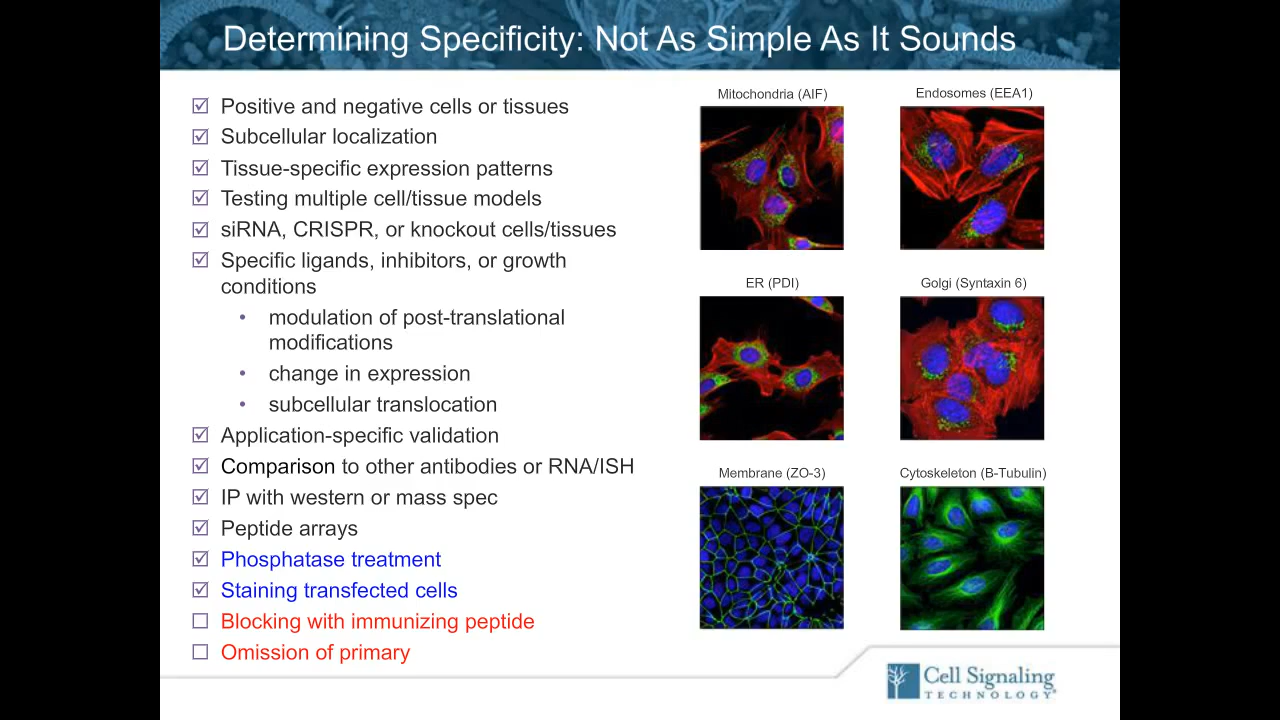 Determining Specificity: Not As Simple As It Sounds
Positive and negative cells or tissues
Subcellular localization
Tissue-specific expression patterns
Testing multiple cell/tissue models
siRNA, CRISPR, or knockout cells/tissues
Specific ligands, inhibitors, or growth
conditions
modulation of post-translational
modifications
change in expression
subcellular translocation
Application-specific validation
Comparison to other antibodies or RNA/ISH
IP with western or mass spec
Peptide arrays
Phosphatase treatment
Staining transfected cells
Blocking with immunizing peptide
Omission of primary
Mitochondria (AIF)
Endosomes (EEA1)
ER (PDI)
Golgi (Syntaxin 6)
Membrane (ZO-3)
Cytoskeleton (B-Tubulin)
Cell Signaling
TECHNOLOGY®